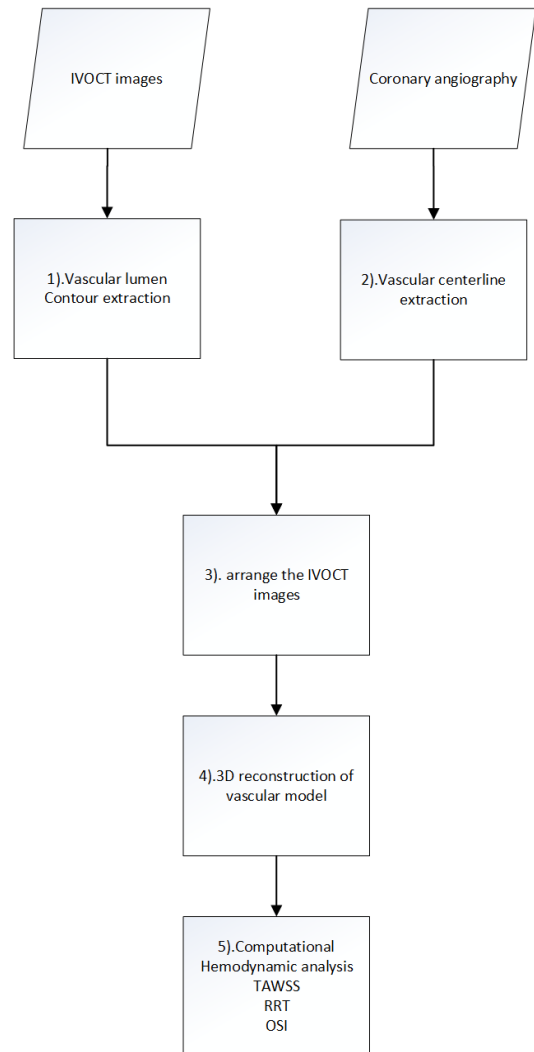 IVOCT images
Coronary angiography
1).Vascular lumen
Contour extraction
2).Vascular centerline
extraction
3). arrange the IVOCT
images
4).3D reconstruction of
vascular model
5).Computational
Hemodynamic analysis
TAWSS
RRT
OSI